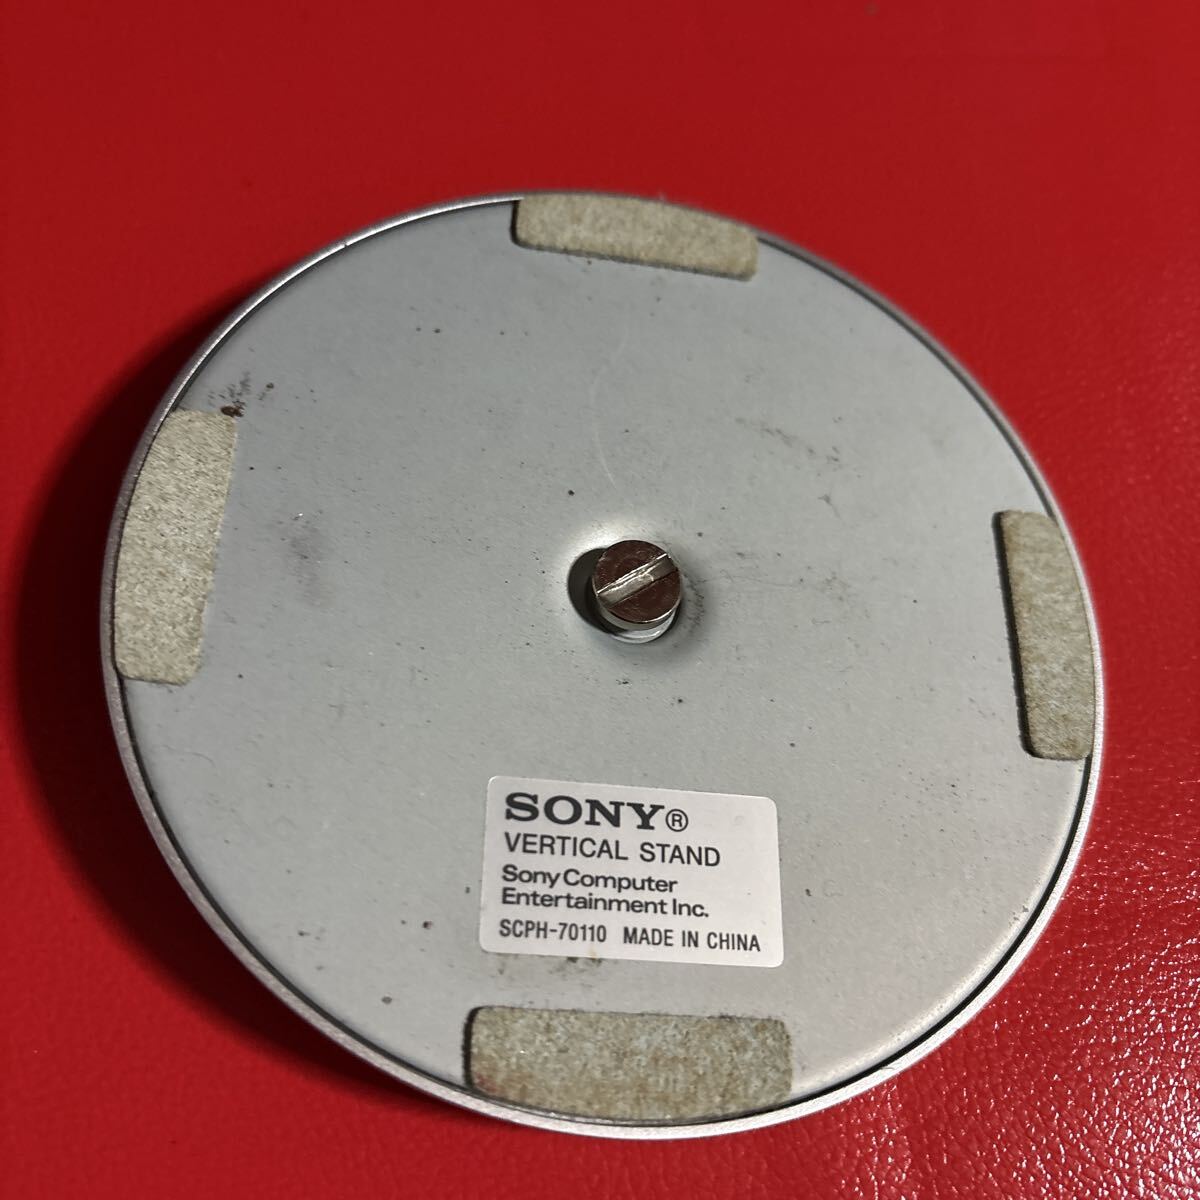 SONY®
VERTICAL STAND
Sony Computer
Entertainment Inc.
SCPH-70110 MADE IN CHINA